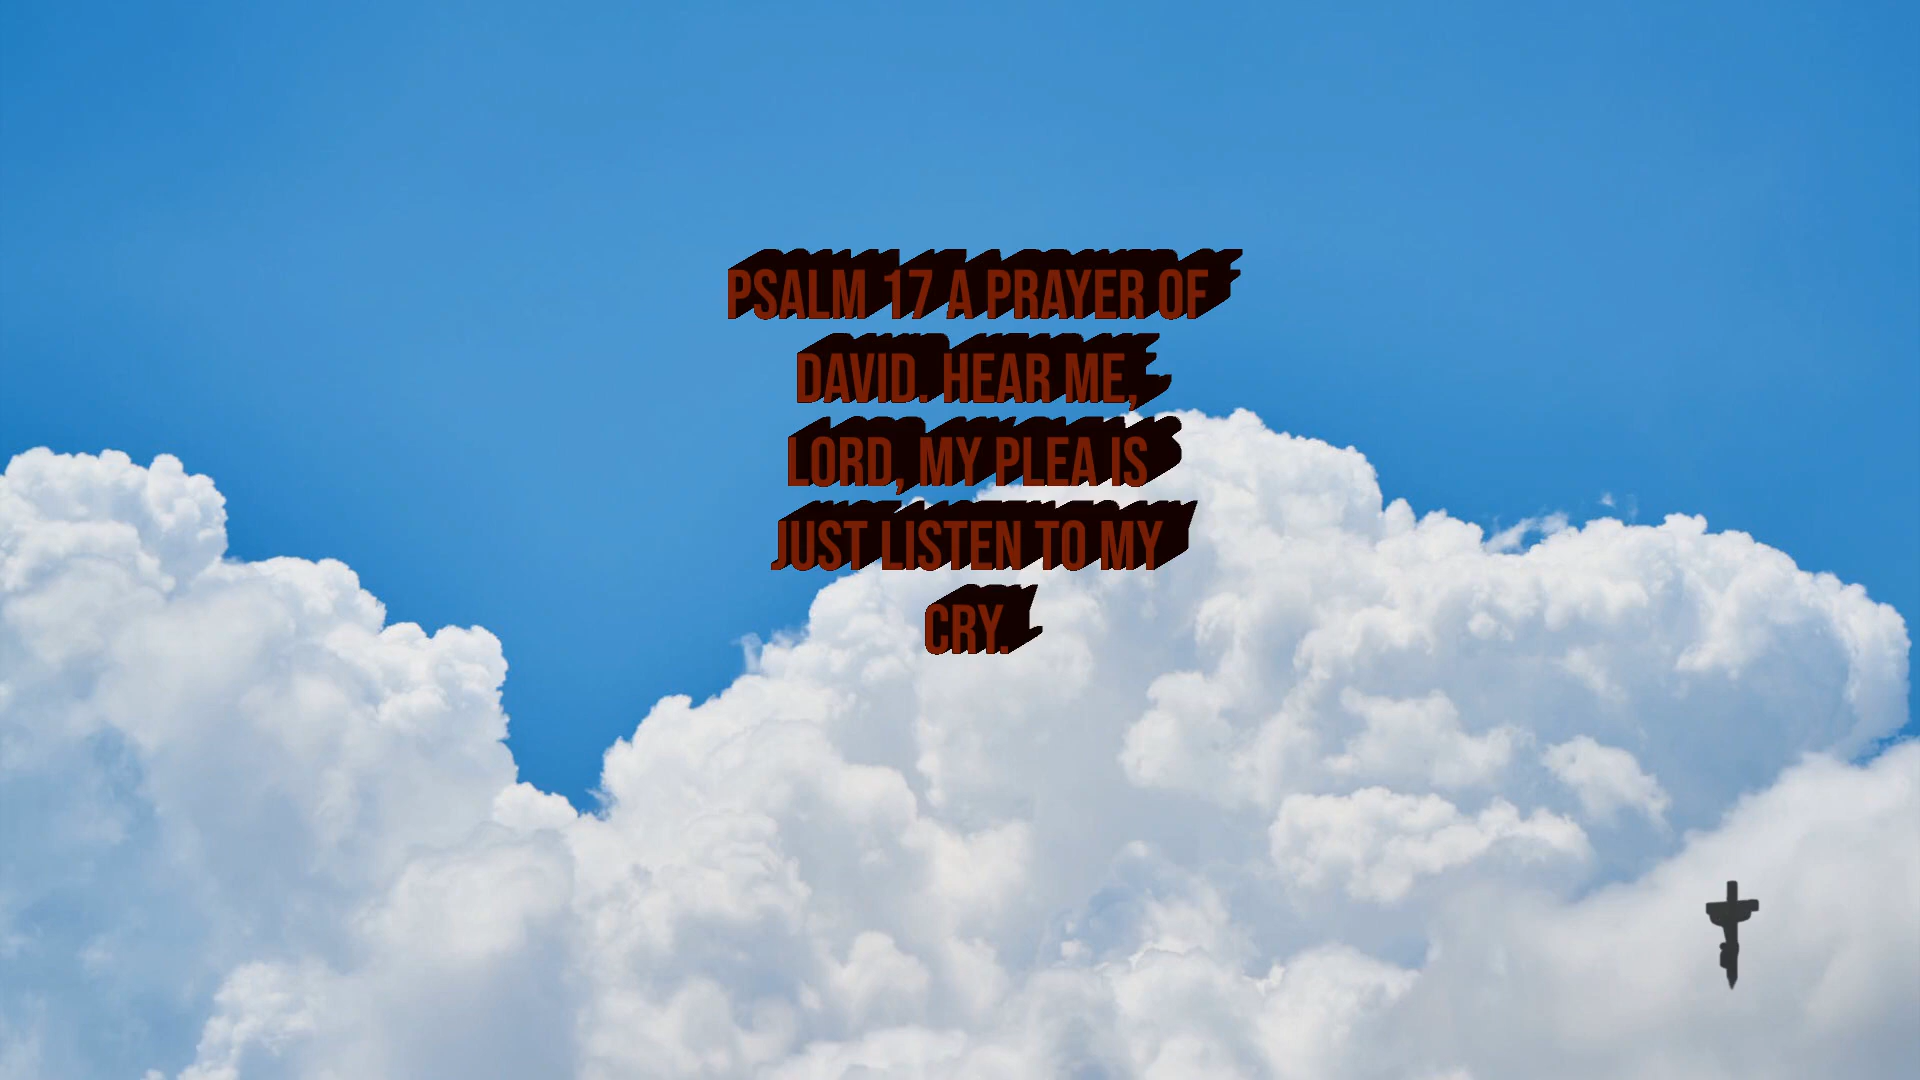 PSALM 17 A PRAYER OF
DAVID. HEAR ME,
LORD, MY PLEA IS
JUST LISTEN TO MY
CRY.